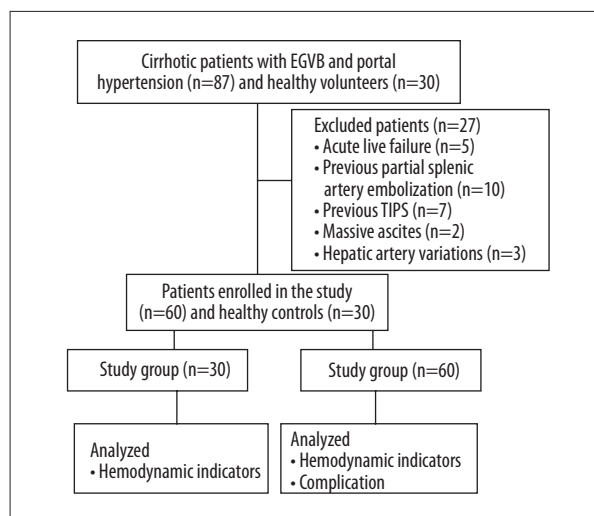 Cirrhotic patients with EGVB and portal
hypertension (n=87) and healthy volunteers (n=30)
Excluded patients (n=27)
• Acute live failure (n=5)
• Previous partial splenic
artery embolization (n=10)
• Previous TIPS (n=7)
• Massive ascites (n=2)
• Hepatic artery variations (n=3)
Patients enrolled in the study
(n=60) and healthy controls (n=30)
Study group (n=30)
Study group (n=60)
Analyzed
• Hemodynamic indicators
Analyzed
• Hemodynamic indicators
• Complication